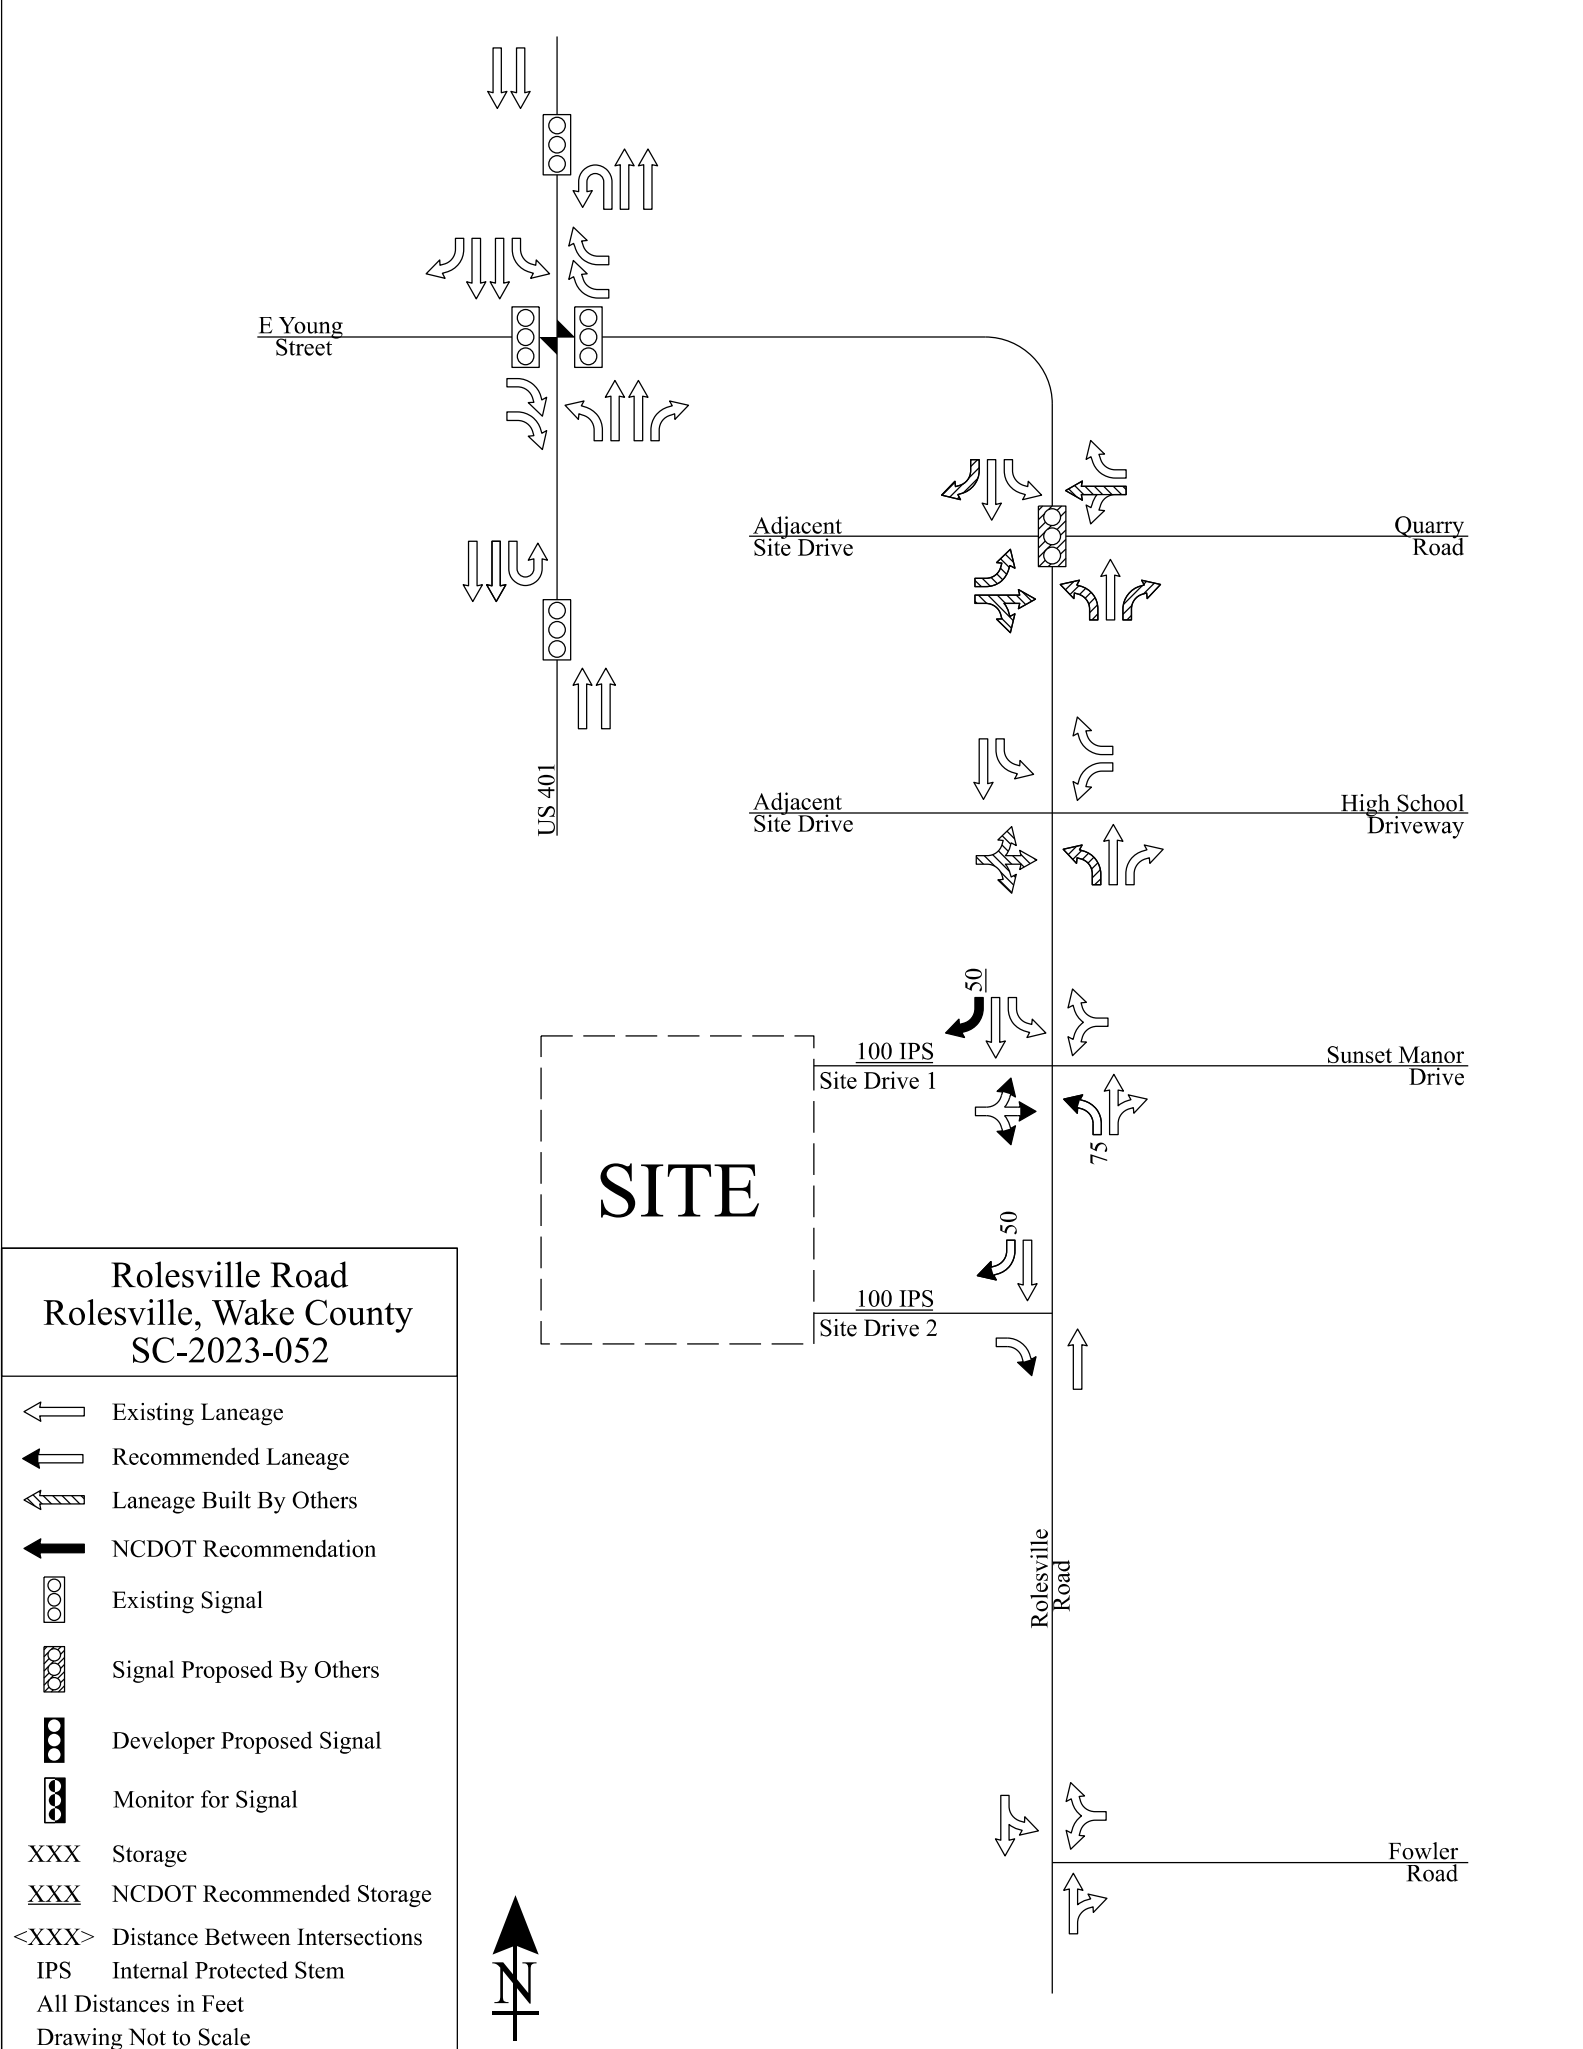 E Young
Street
Adjacent
Site Drive
Quarry
Road
US 401
Adjacent
Site Drive
High School
Driveway
50
100 IPS
Site Drive 1
Sunset Manor
Drive
75
SITE
50
100 IPS
Site Drive 2
Rolesville Road
Rolesville, Wake County
SC-2023-052
Existing Laneage
Recommended Laneage
Laneage Built By Others
NCDOT Recommendation
Existing Signal
Signal Proposed By Others
Developer Proposed Signal
Monitor for Signal
XXX Storage
XXX NCDOT Recommended Storage
<XXX> Distance Between Intersections
IPS Internal Protected Stem
All Distances in Feet
Drawing Not to Scale
N
Rolesville
Road
Fowler
Road